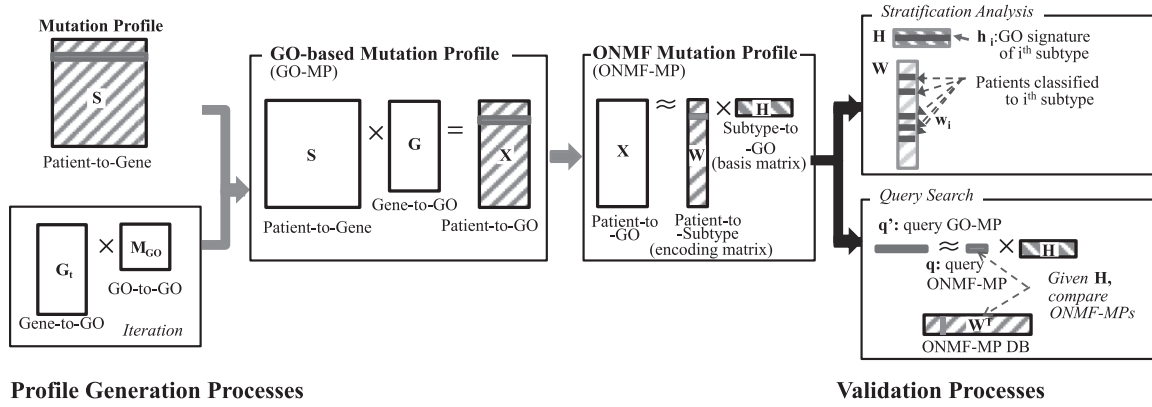 Mutation Profile
S
Patient-to-Gene
G_t × M_GO
GO-to-GO
Gene-to-GO
Iteration
GO-based Mutation Profile
(GO-MP)
S × G = X
Patient-to-Gene
Gene-to-GO
Patient-to-GO
ONMF Mutation Profile
(ONMF-MP)
X ≈ W × H
Subtype-to
-GO
(basis matrix)
Patient-to
-GO
Patient-to
-Subtype
(encoding matrix)
Stratification Analysis
H
h i:GO signature
of i^th subtype
W
Patients classified
to i^th subtype
w_i
Query Search
q’: query GO-MP
≈ × H
q: query
ONMF-MP
Given H,
compare
ONMF-MPs
W^T
ONMF-MP DB
Profile Generation Processes
Validation Processes